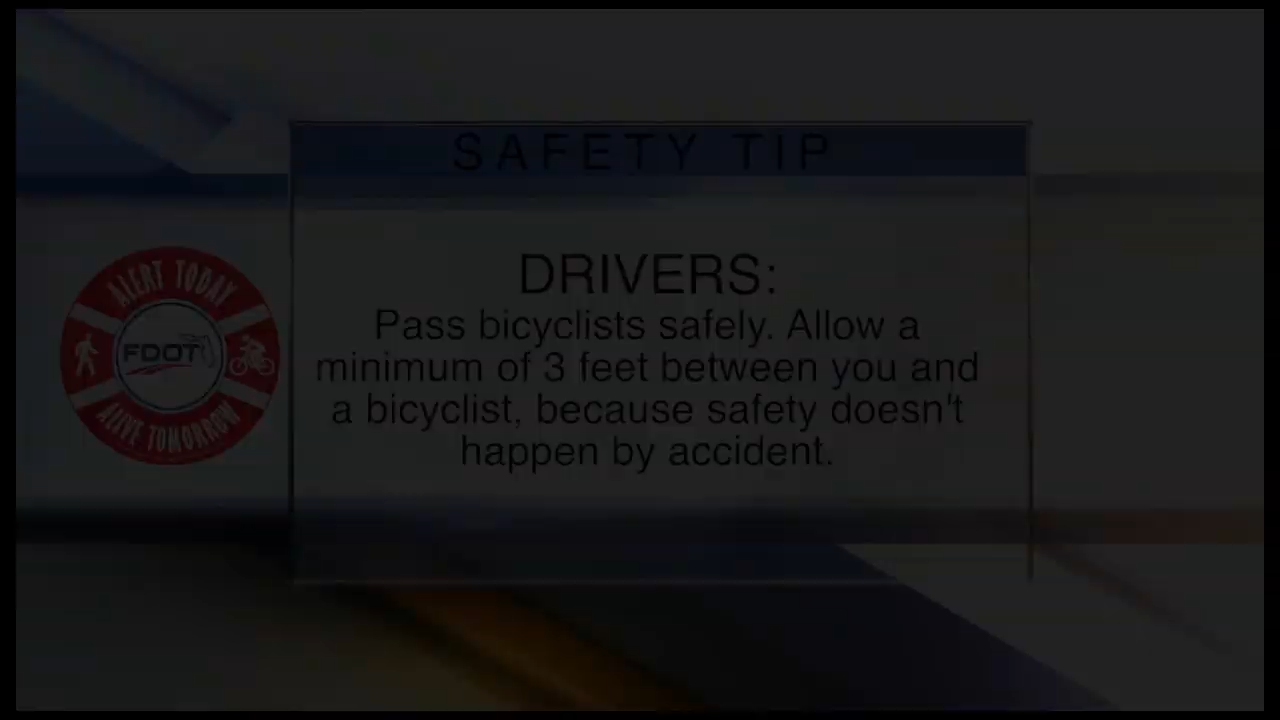 SAFETY TIP
ALERT TODAY
FDOT
ALIVE TOMORROW
DRIVERS:
Pass bicyclists safely. Allow a
minimum of 3 feet between you and
a bicyclist, because safety doesn't
happen by accident.